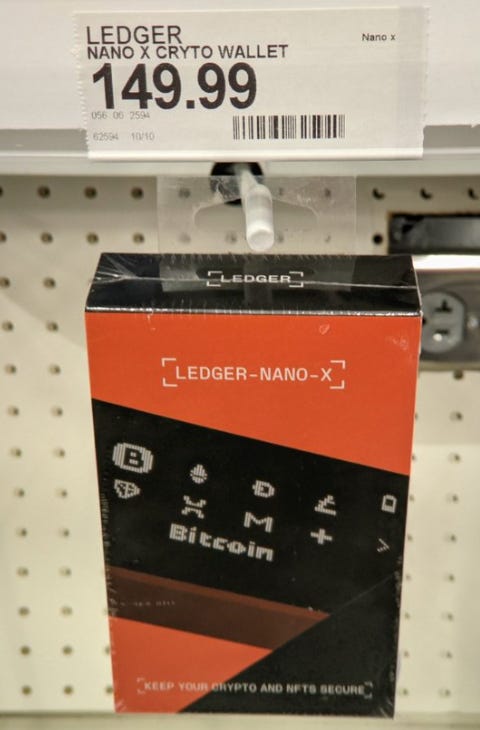 LEDGER
Nano x
NANO X CRYTO WALLET
149.99
056 06 2594
62594 10/10
[LEDGER]
[LEDGER-NANO-X]
Bitcoin
[KEEP YOUR CRYPTO AND NFTS SECURE]